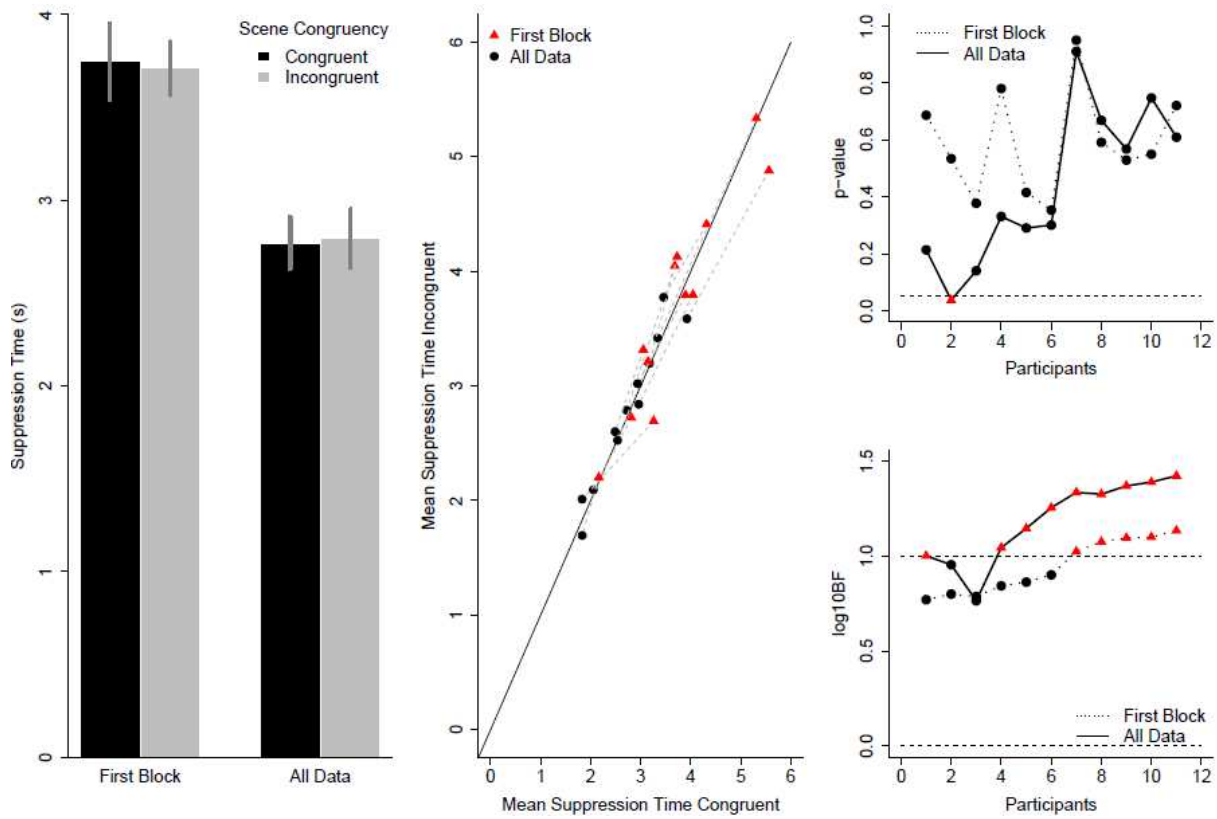 Scene Congruency
Congruent
Incongruent
Suppression Time (s)
0
1
2
3
4
First Block
All Data
First Block
All Data
Mean Suppression Time Incongruent
0
1
2
3
4
5
6
0 1 2 3 4 5 6
Mean Suppression Time Congruent
First Block
All Data
p−value
0.0
0.2
0.4
0.6
0.8
1.0
0 2 4 6 8 10 12
Participants
log10BF
0.0
0.5
1.0
1.5
First Block
All Data
0 2 4 6 8 10 12
Participants